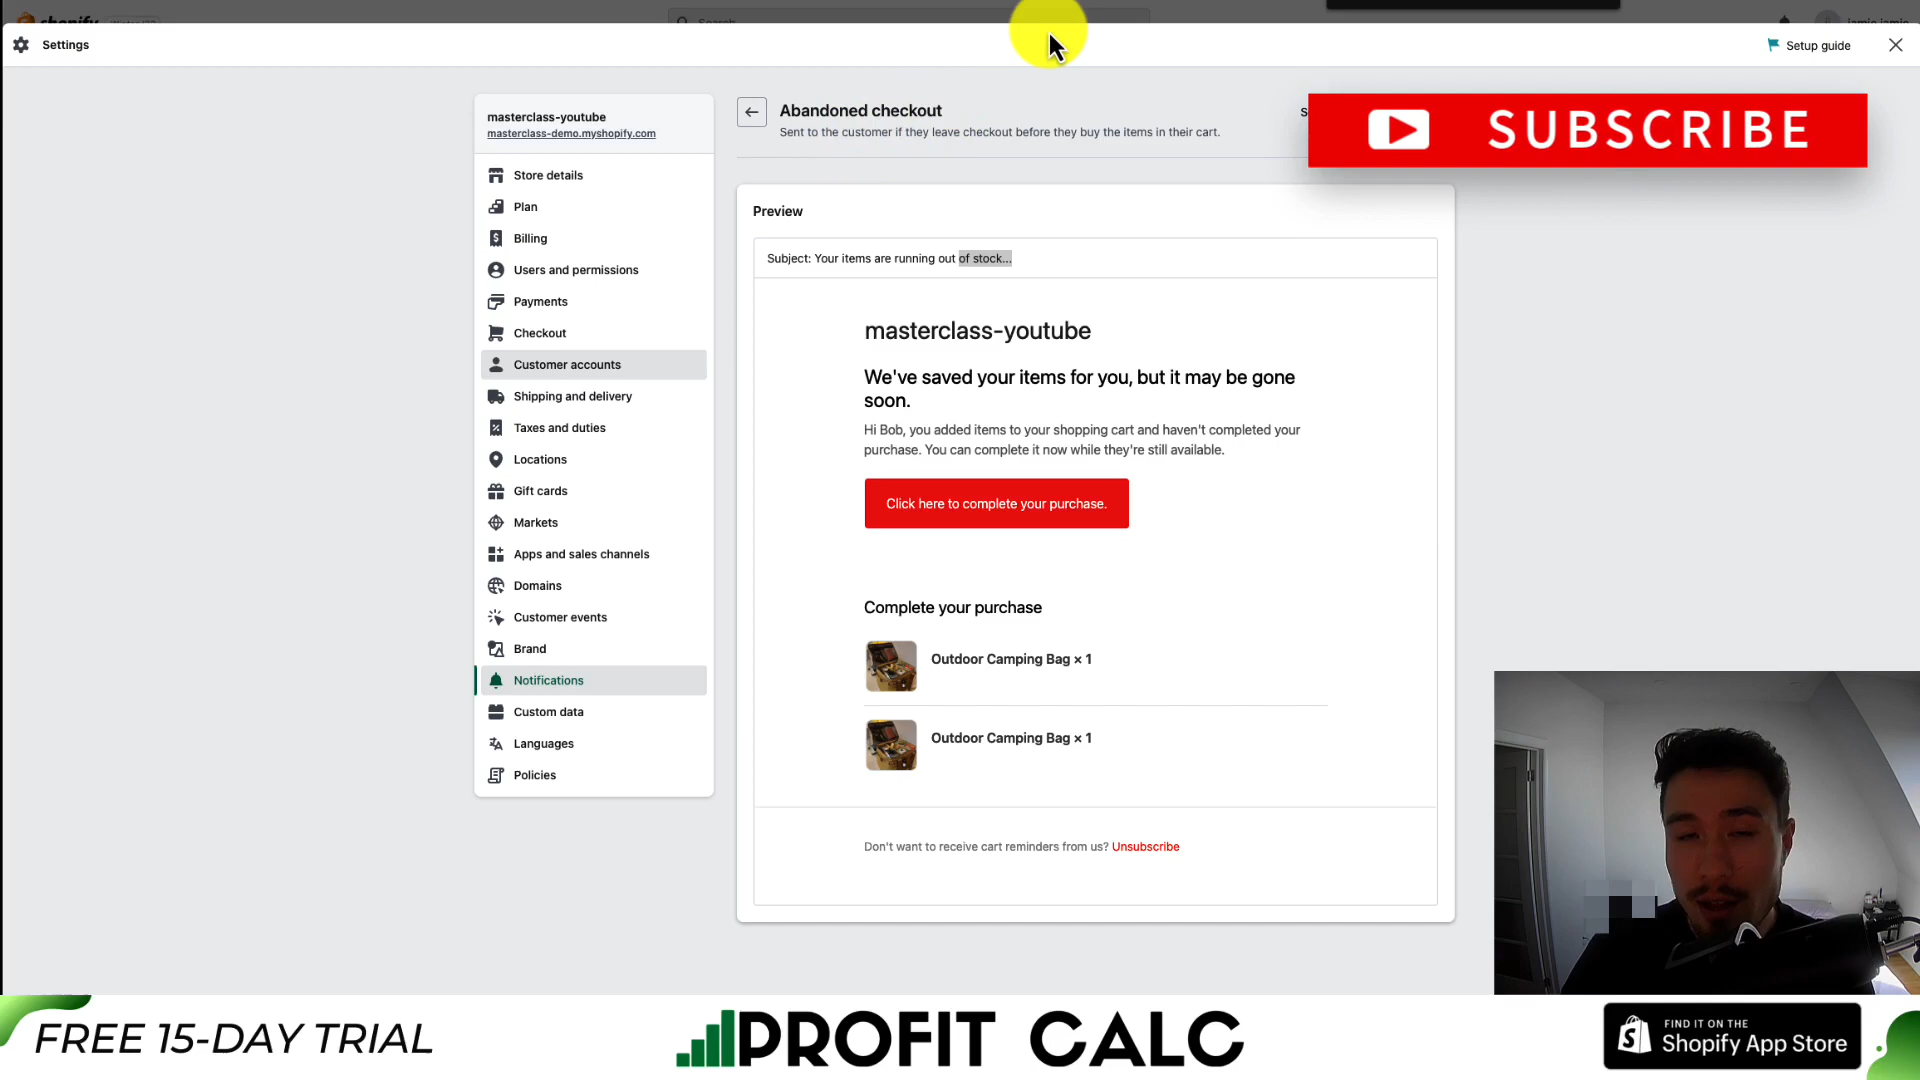 shopify
Search
Settings
Setup guide
masterclass-youtube
masterclass-demo.myshopify.com
Store details
Plan
Billing
Users and permissions
Payments
Checkout
Customer accounts
Shipping and delivery
Taxes and duties
Locations
Gift cards
Markets
Apps and sales channels
Domains
Customer events
Brand
Notifications
Custom data
Languages
Policies
Abandoned checkout
Sent to the customer if they leave checkout before they buy the items in their cart.
SUBSCRIBE
Preview
Subject: Your items are running out of stock...
masterclass-youtube
We've saved your items for you, but it may be gone
soon.
Hi Bob, you added items to your shopping cart and haven't completed your
purchase. You can complete it now while they're still available.
Click here to complete your purchase.
Complete your purchase
Outdoor Camping Bag × 1
Outdoor Camping Bag × 1
Don't want to receive cart reminders from us? Unsubscribe
FREE 15-DAY TRIAL
PROFIT CALC
FIND IT ON THE
Shopify App Store